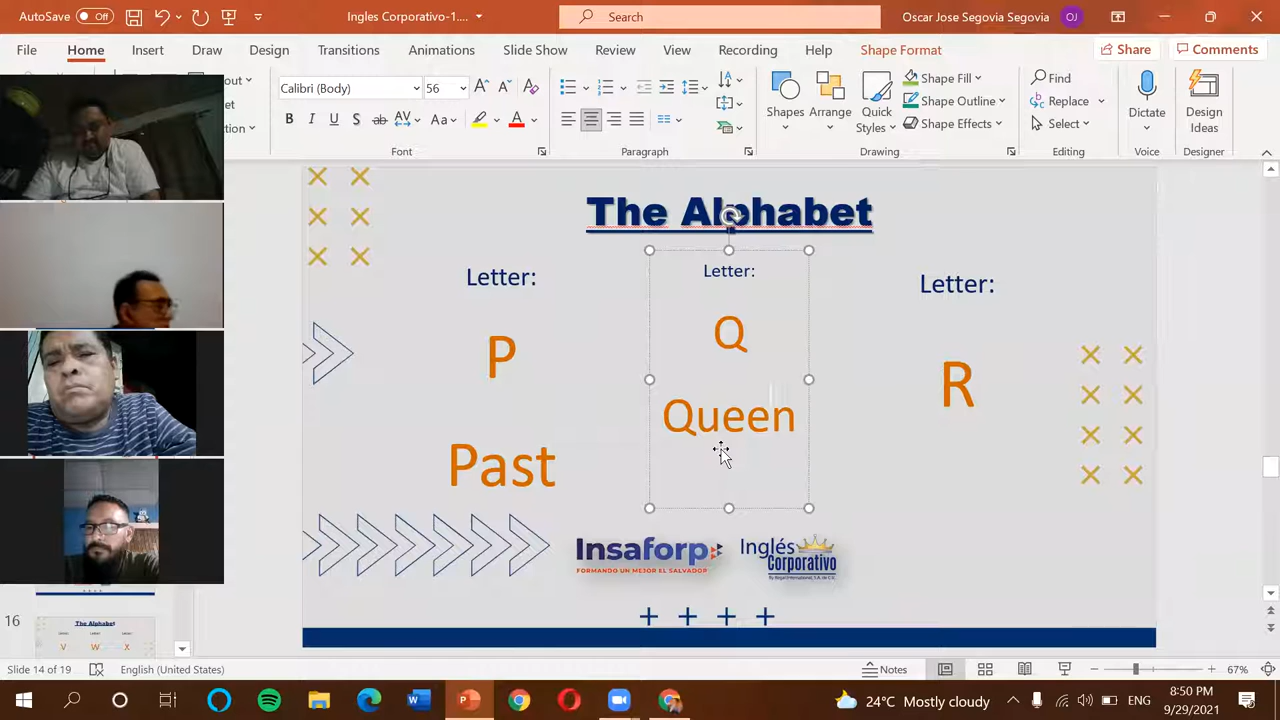 AutoSave Off
Ingles Corporativo-1....
Search
Oscar Jose Segovia Segovia
OJ
File Home Insert Draw Design Transitions Animations Slide Show Review View Recording Help Shape Format
Share
Comments
Calibri (Body) 56
Shapes
Arrange
Quick Styles
Shape Fill
Shape Outline
Shape Effects
Find
Replace
Select
Dictate
Design Ideas
B I U S ab AV Aa A
Font
Paragraph
Drawing
Editing
Voice
Designer
The Alphabet
Letter:
P
Past
Letter:
Q
Queen
Letter:
R
Insaforp
FORMANDO UN MEJOR EL SALVADOR
Inglés
Corporativo
16
The Alphabet
V W X
Slide 14 of 19
English (United States)
Notes
67%
24°C Mostly cloudy
ENG
8:50 PM
9/29/2021